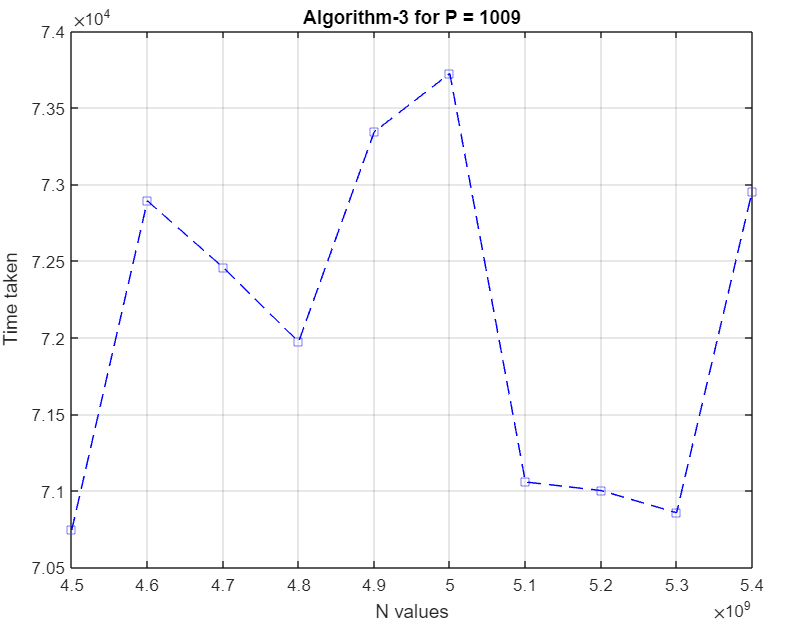 Algorithm-3 for P = 1009
×10⁴
7.4
7.35
7.3
7.25
7.2
7.15
7.1
7.05
Time taken
4.5 4.6 4.7 4.8 4.9 5 5.1 5.2 5.3 5.4
N values
×10⁹